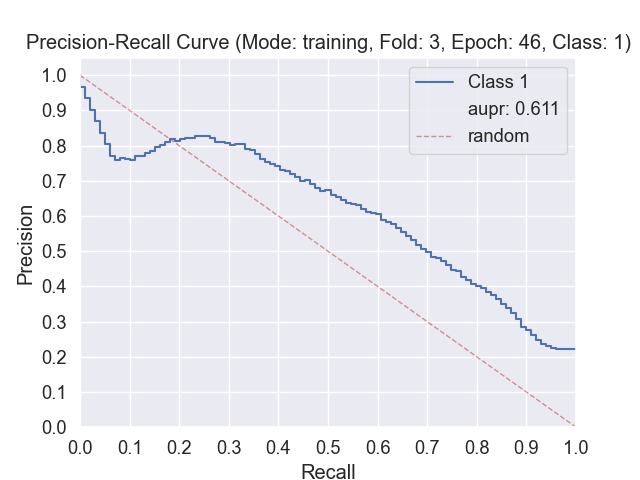 Precision-Recall Curve (Mode: training, Fold: 3, Epoch: 46, Class: 1)
1.0
0.9
0.8
0.7
0.6
0.5
0.4
0.3
0.2
0.1
0.0
Precision
Class 1
aupr: 0.611
random
0.0 0.1 0.2 0.3 0.4 0.5 0.6 0.7 0.8 0.9 1.0
Recall